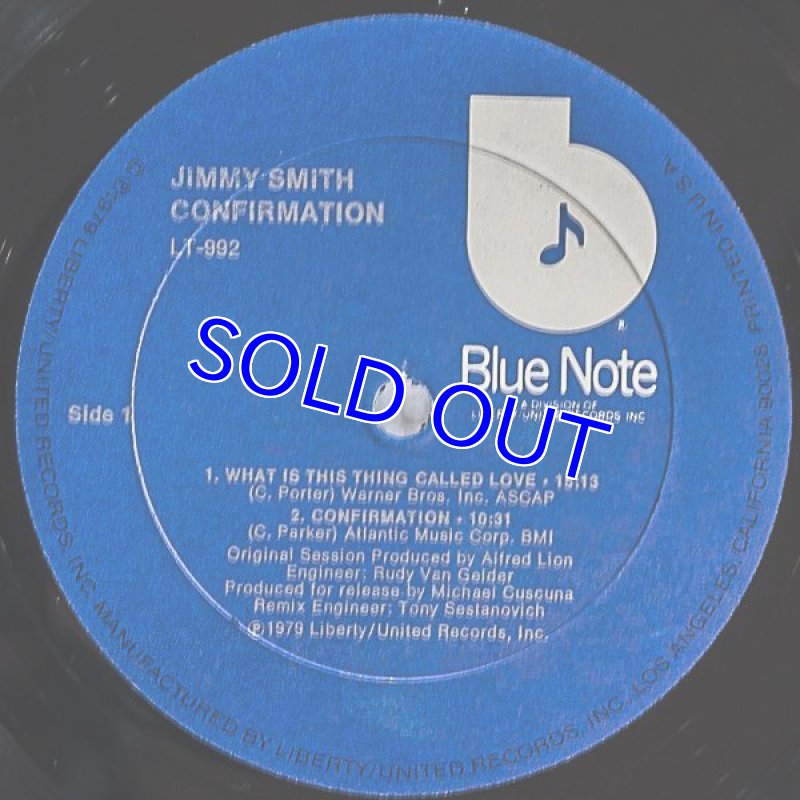 JIMMY SMITH
CONFIRMATION
LT-992
R
Blue Note
A DIVISION OF
RECORDS INC
SOLD OUT
Side 1
1. WHAT IS THIS THING CALLED LOVE • 15:13
(C. Porter) Warner Bros. Inc. ASCAP
2. CONFIRMATION • 10:31
(C. Parker) Atlantic Music Corp. BMI
Original Session Produced by Alfred Lion
Engineer: Rudy Van Gelder
Produced for release by Michael Cuscuna
Remix Engineer: Tony Sestanovich
℗1979 Liberty/United Records, Inc.
©℗1979 LIBERTY/UNITED RECORDS, INC. MANUFACTURED BY LIBERTY/UNITED RECORDS, INC., LOS ANGELES, CALIFORNIA 90028 PRINTED IN U.S.A.